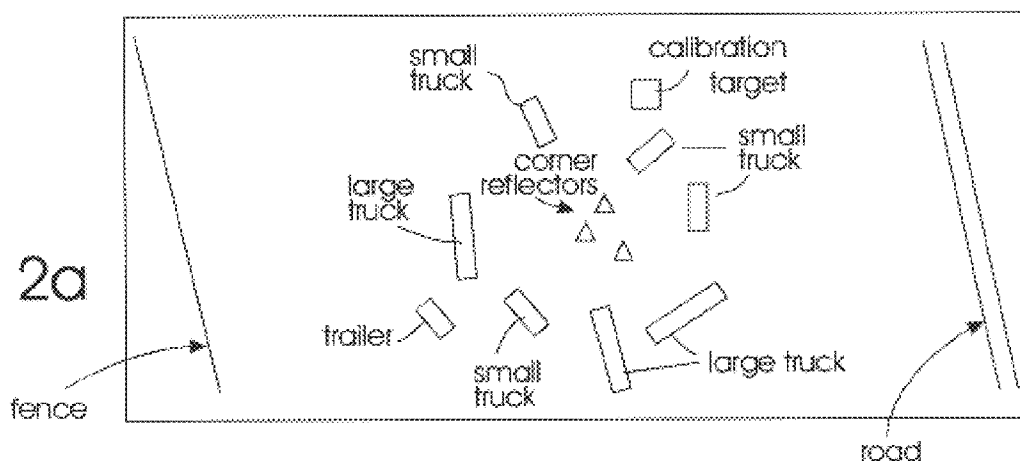 calibration
target
small
truck
small
truck
corner
reflectors
large
truck
2a
trailer
small
truck
large truck
fence
road